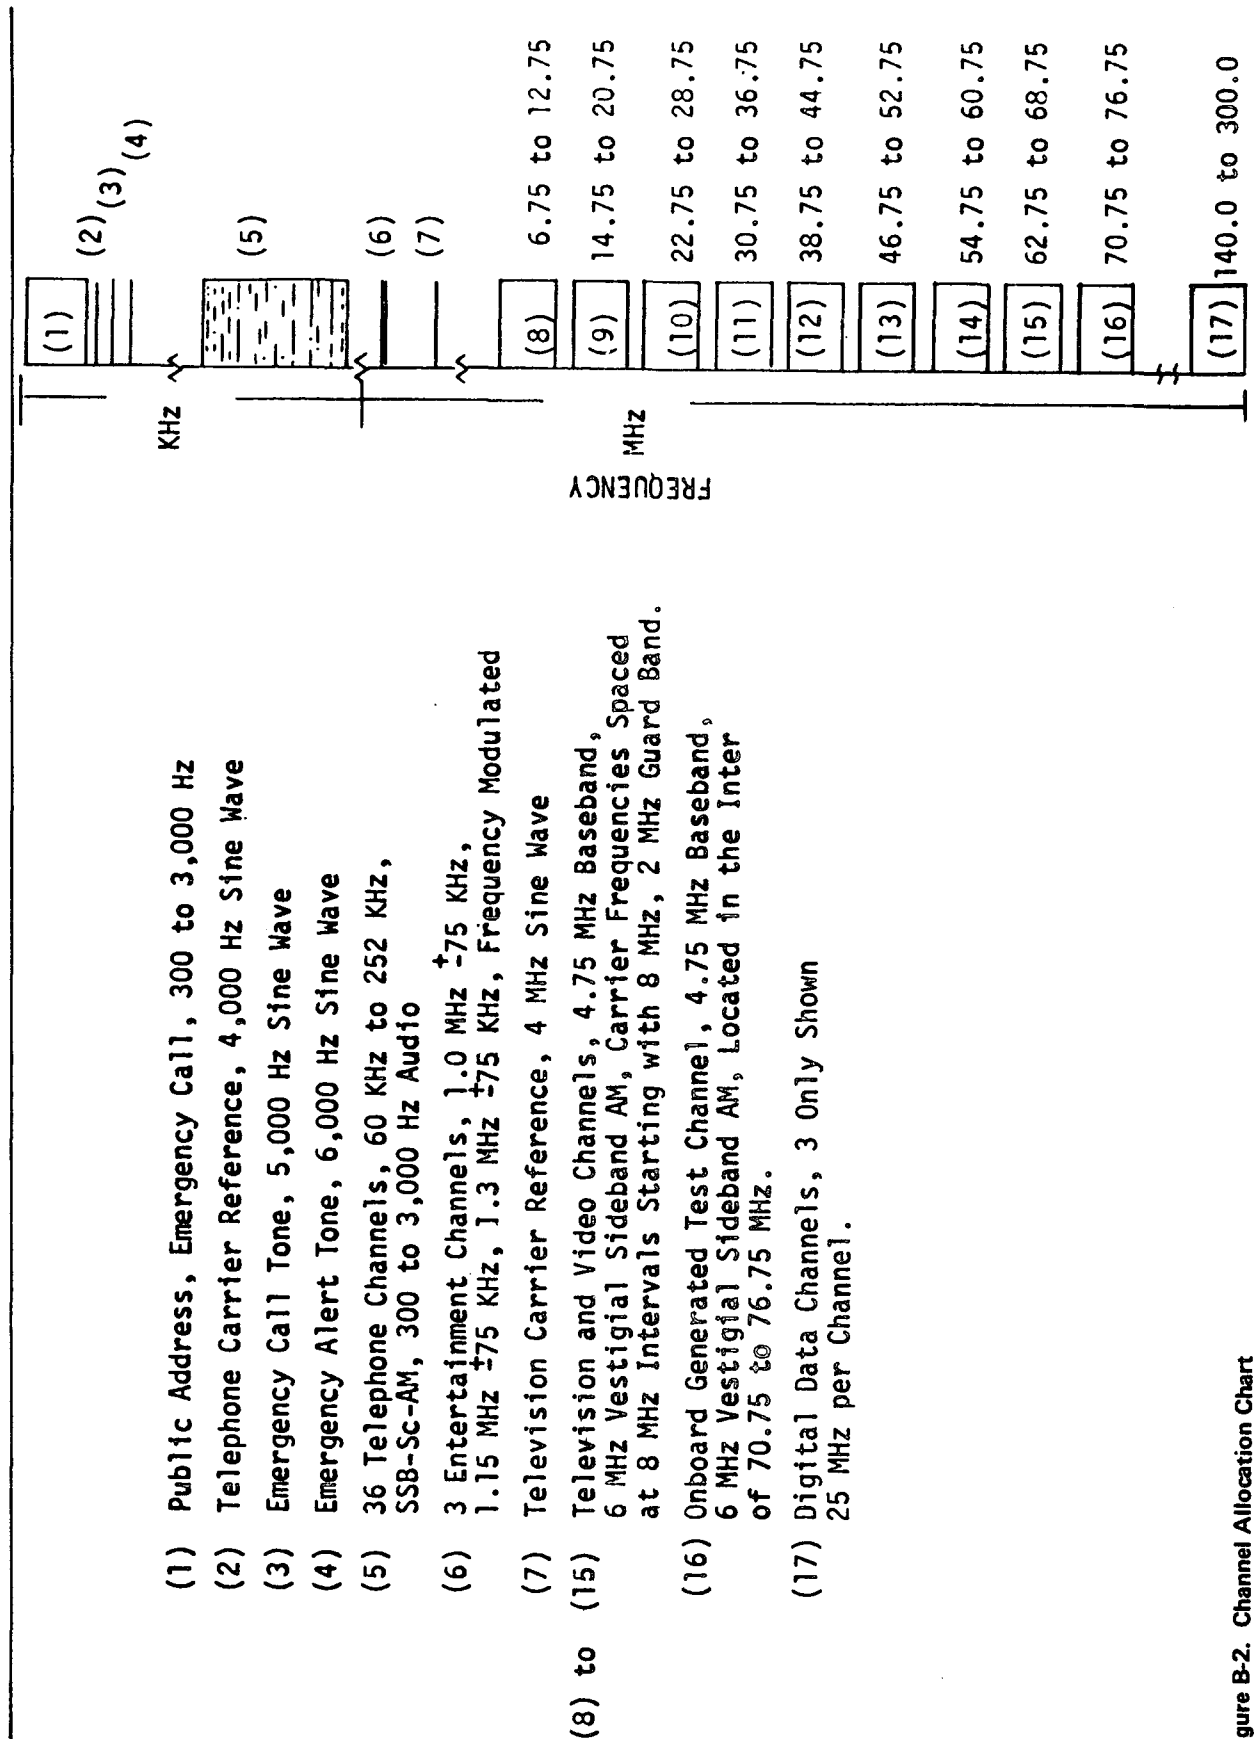 (1) Public Address, Emergency Call, 300 to 3,000 Hz
(2) Telephone Carrier Reference, 4,000 Hz Sine Wave
(3) Emergency Call Tone, 5,000 Hz Sine Wave
(4) Emergency Alert Tone, 6,000 Hz Sine Wave
(5) 36 Telephone Channels, 60 KHz to 252 KHz,
SSB-Sc-AM, 300 to 3,000 Hz Audio
(6) 3 Entertainment Channels, 1.0 MHz ±75 KHz,
1.15 MHz ±75 KHz, 1.3 MHz ±75 KHz, Frequency Modulated
(7) Television Carrier Reference, 4 MHz Sine Wave
(8) to (15) Television and Video Channels, 4.75 MHz Baseband,
6 MHz Vestigial Sideband AM, Carrier Frequencies Spaced
at 8 MHz Intervals Starting with 8 MHz, 2 MHz Guard Band.
(16) Onboard Generated Test Channel, 4.75 MHz Baseband,
6 MHz Vestigial Sideband AM, Located in the Inter
of 70.75 to 76.75 MHz.
(17) Digital Data Channels, 3 Only Shown
25 MHz per Channel.
FREQUENCY
KHz
MHz
(1)
(2)
(3)
(4)
(5)
(6)
(7)
(8) 6.75 to 12.75
(9) 14.75 to 20.75
(10) 22.75 to 28.75
(11) 30.75 to 36.75
(12) 38.75 to 44.75
(13) 46.75 to 52.75
(14) 54.75 to 60.75
(15) 62.75 to 68.75
(16) 70.75 to 76.75
(17) 140.0 to 300.0
gure B-2. Channel Allocation Chart